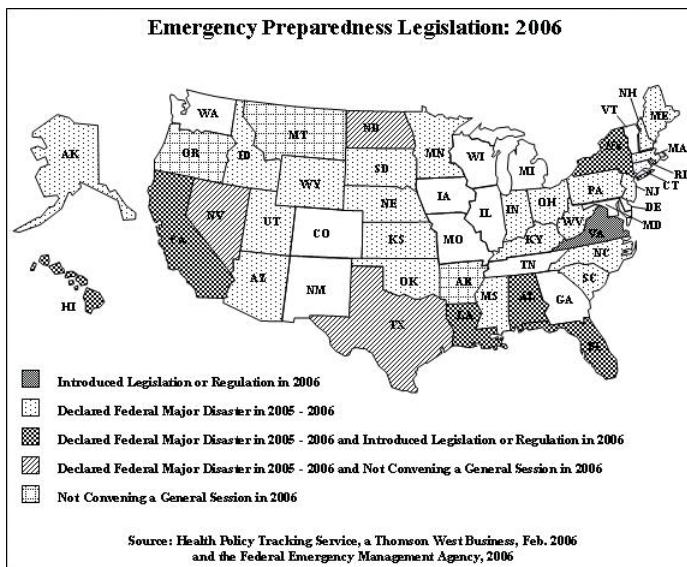 Emergency Preparedness Legislation: 2006
WA
MT
ND
MN
OR
ID
WY
SD
WI
MI
NY
VT
NH
ME
MA
RI
CT
NJ
DE
MD
PA
AK
NV
UT
CO
NE
KS
IA
MO
IL
IN
OH
WV
VA
KY
NC
TN
SC
CA
AZ
NM
OK
AR
TX
LA
MS
AL
GA
FL
HI
Introduced Legislation or Regulation in 2006
Declared Federal Major Disaster in 2005 - 2006
Declared Federal Major Disaster in 2005 - 2006 and Introduced Legislation or Regulation in 2006
Declared Federal Major Disaster in 2005 - 2006 and Not Convening a General Session in 2006
Not Convening a General Session in 2006
Source: Health Policy Tracking Service, a Thomson West Business, Feb. 2006
and the Federal Emergency Management Agency, 2006